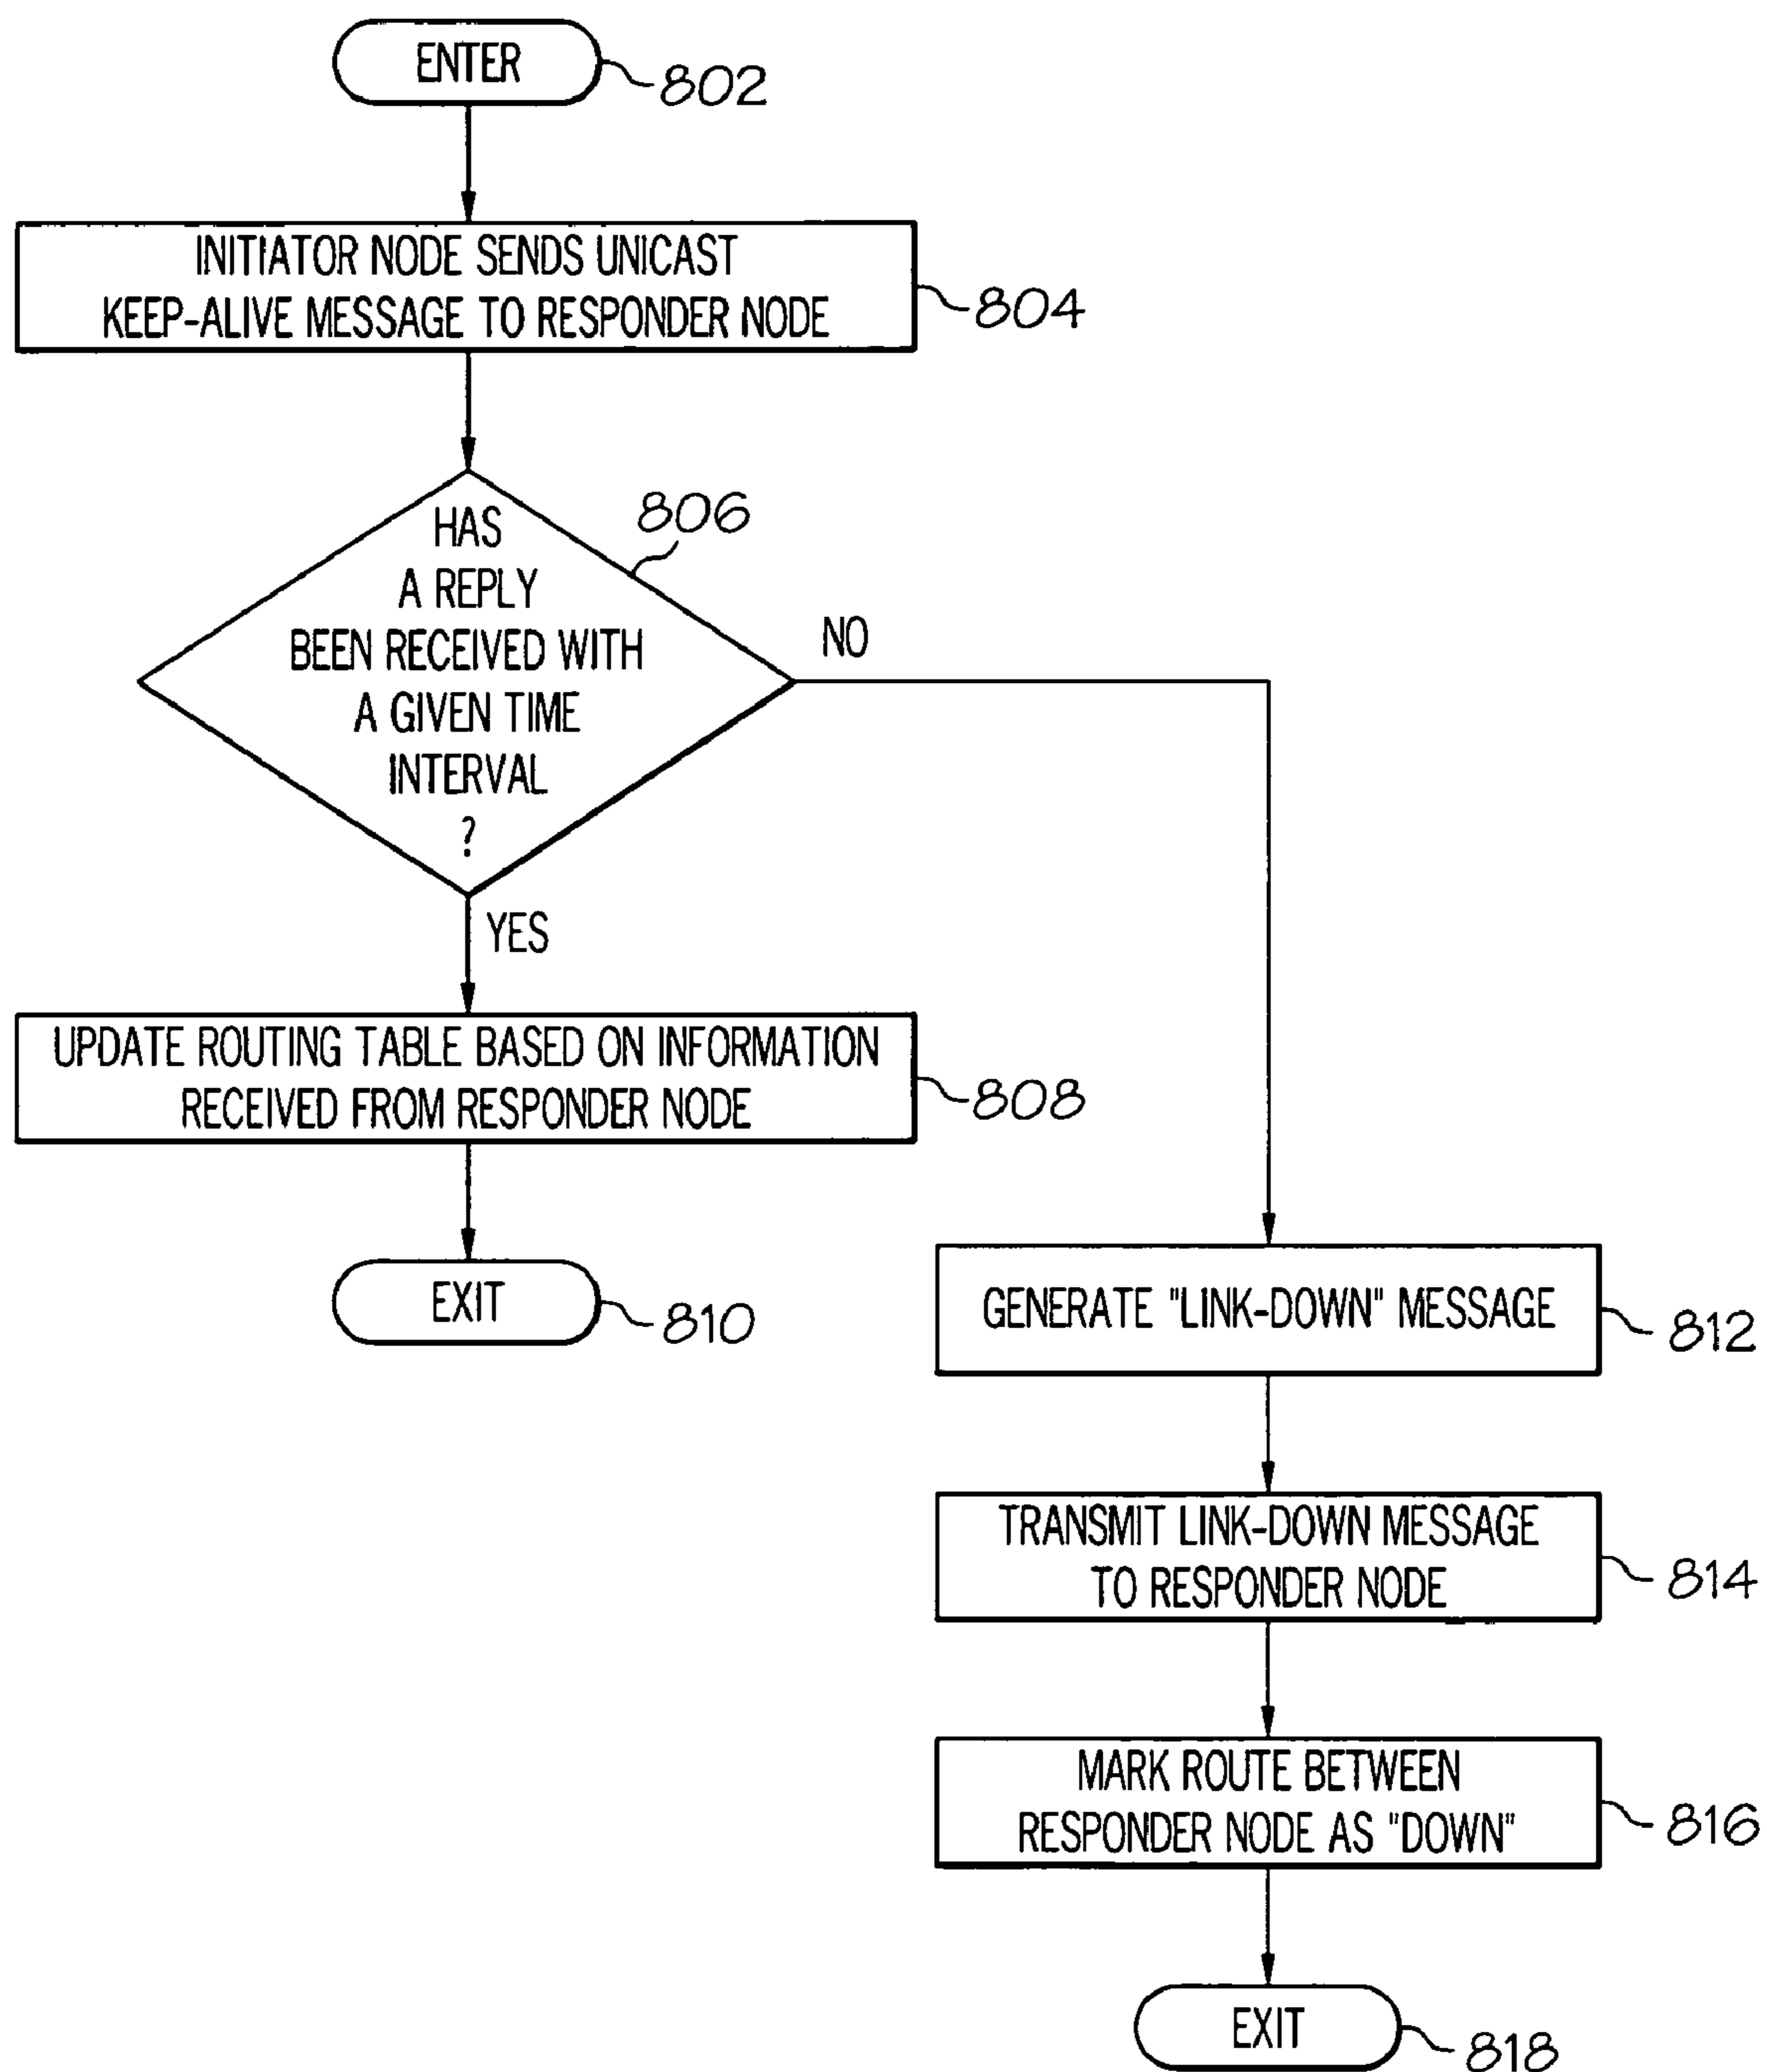 ENTER
802
INITIATOR NODE SENDS UNICAST
KEEP-ALIVE MESSAGE TO RESPONDER NODE
804
806
HAS
A REPLY
BEEN RECEIVED WITH
A GIVEN TIME
INTERVAL
?
NO
YES
UPDATE ROUTING TABLE BASED ON INFORMATION
RECEIVED FROM RESPONDER NODE
808
EXIT
810
GENERATE "LINK-DOWN" MESSAGE
812
TRANSMIT LINK-DOWN MESSAGE
TO RESPONDER NODE
814
MARK ROUTE BETWEEN
RESPONDER NODE AS "DOWN"
816
EXIT
818